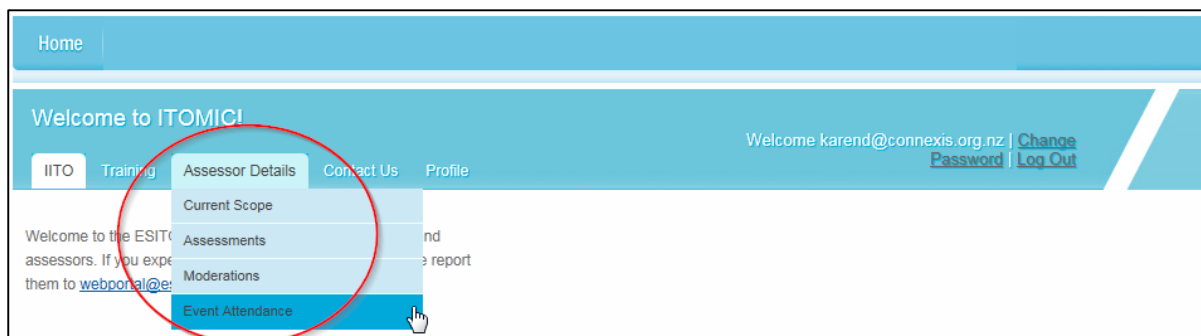 Home
Welcome to ITOMIC!
Welcome karend@connexis.org.nz | Change
Password | Log Out
IITO Training Assessor Details Contact Us Profile
Current Scope
Assessments
Moderations
Event Attendance
Welcome to the nd
assessors. If you report
them to